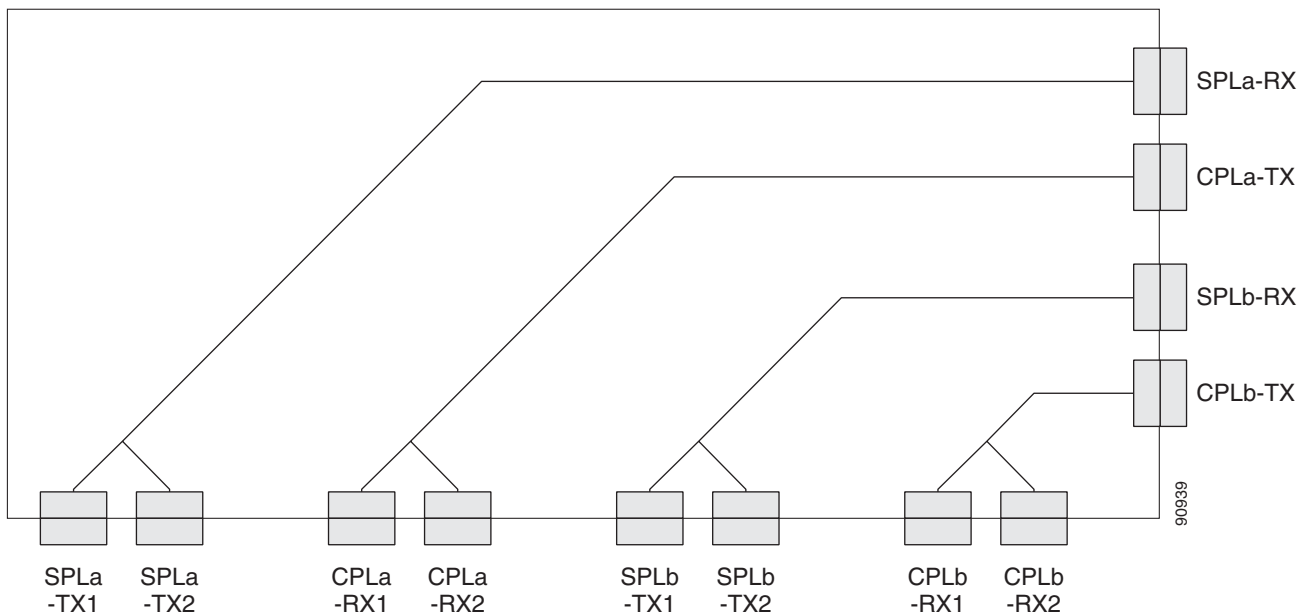 SPLa-RX
CPLa-TX
SPLb-RX
CPLb-TX
90939
SPLa
-TX1
SPLa
-TX2
CPLa
-RX1
CPLa
-RX2
SPLb
-TX1
SPLb
-TX2
CPLb
-RX1
CPLb
-RX2